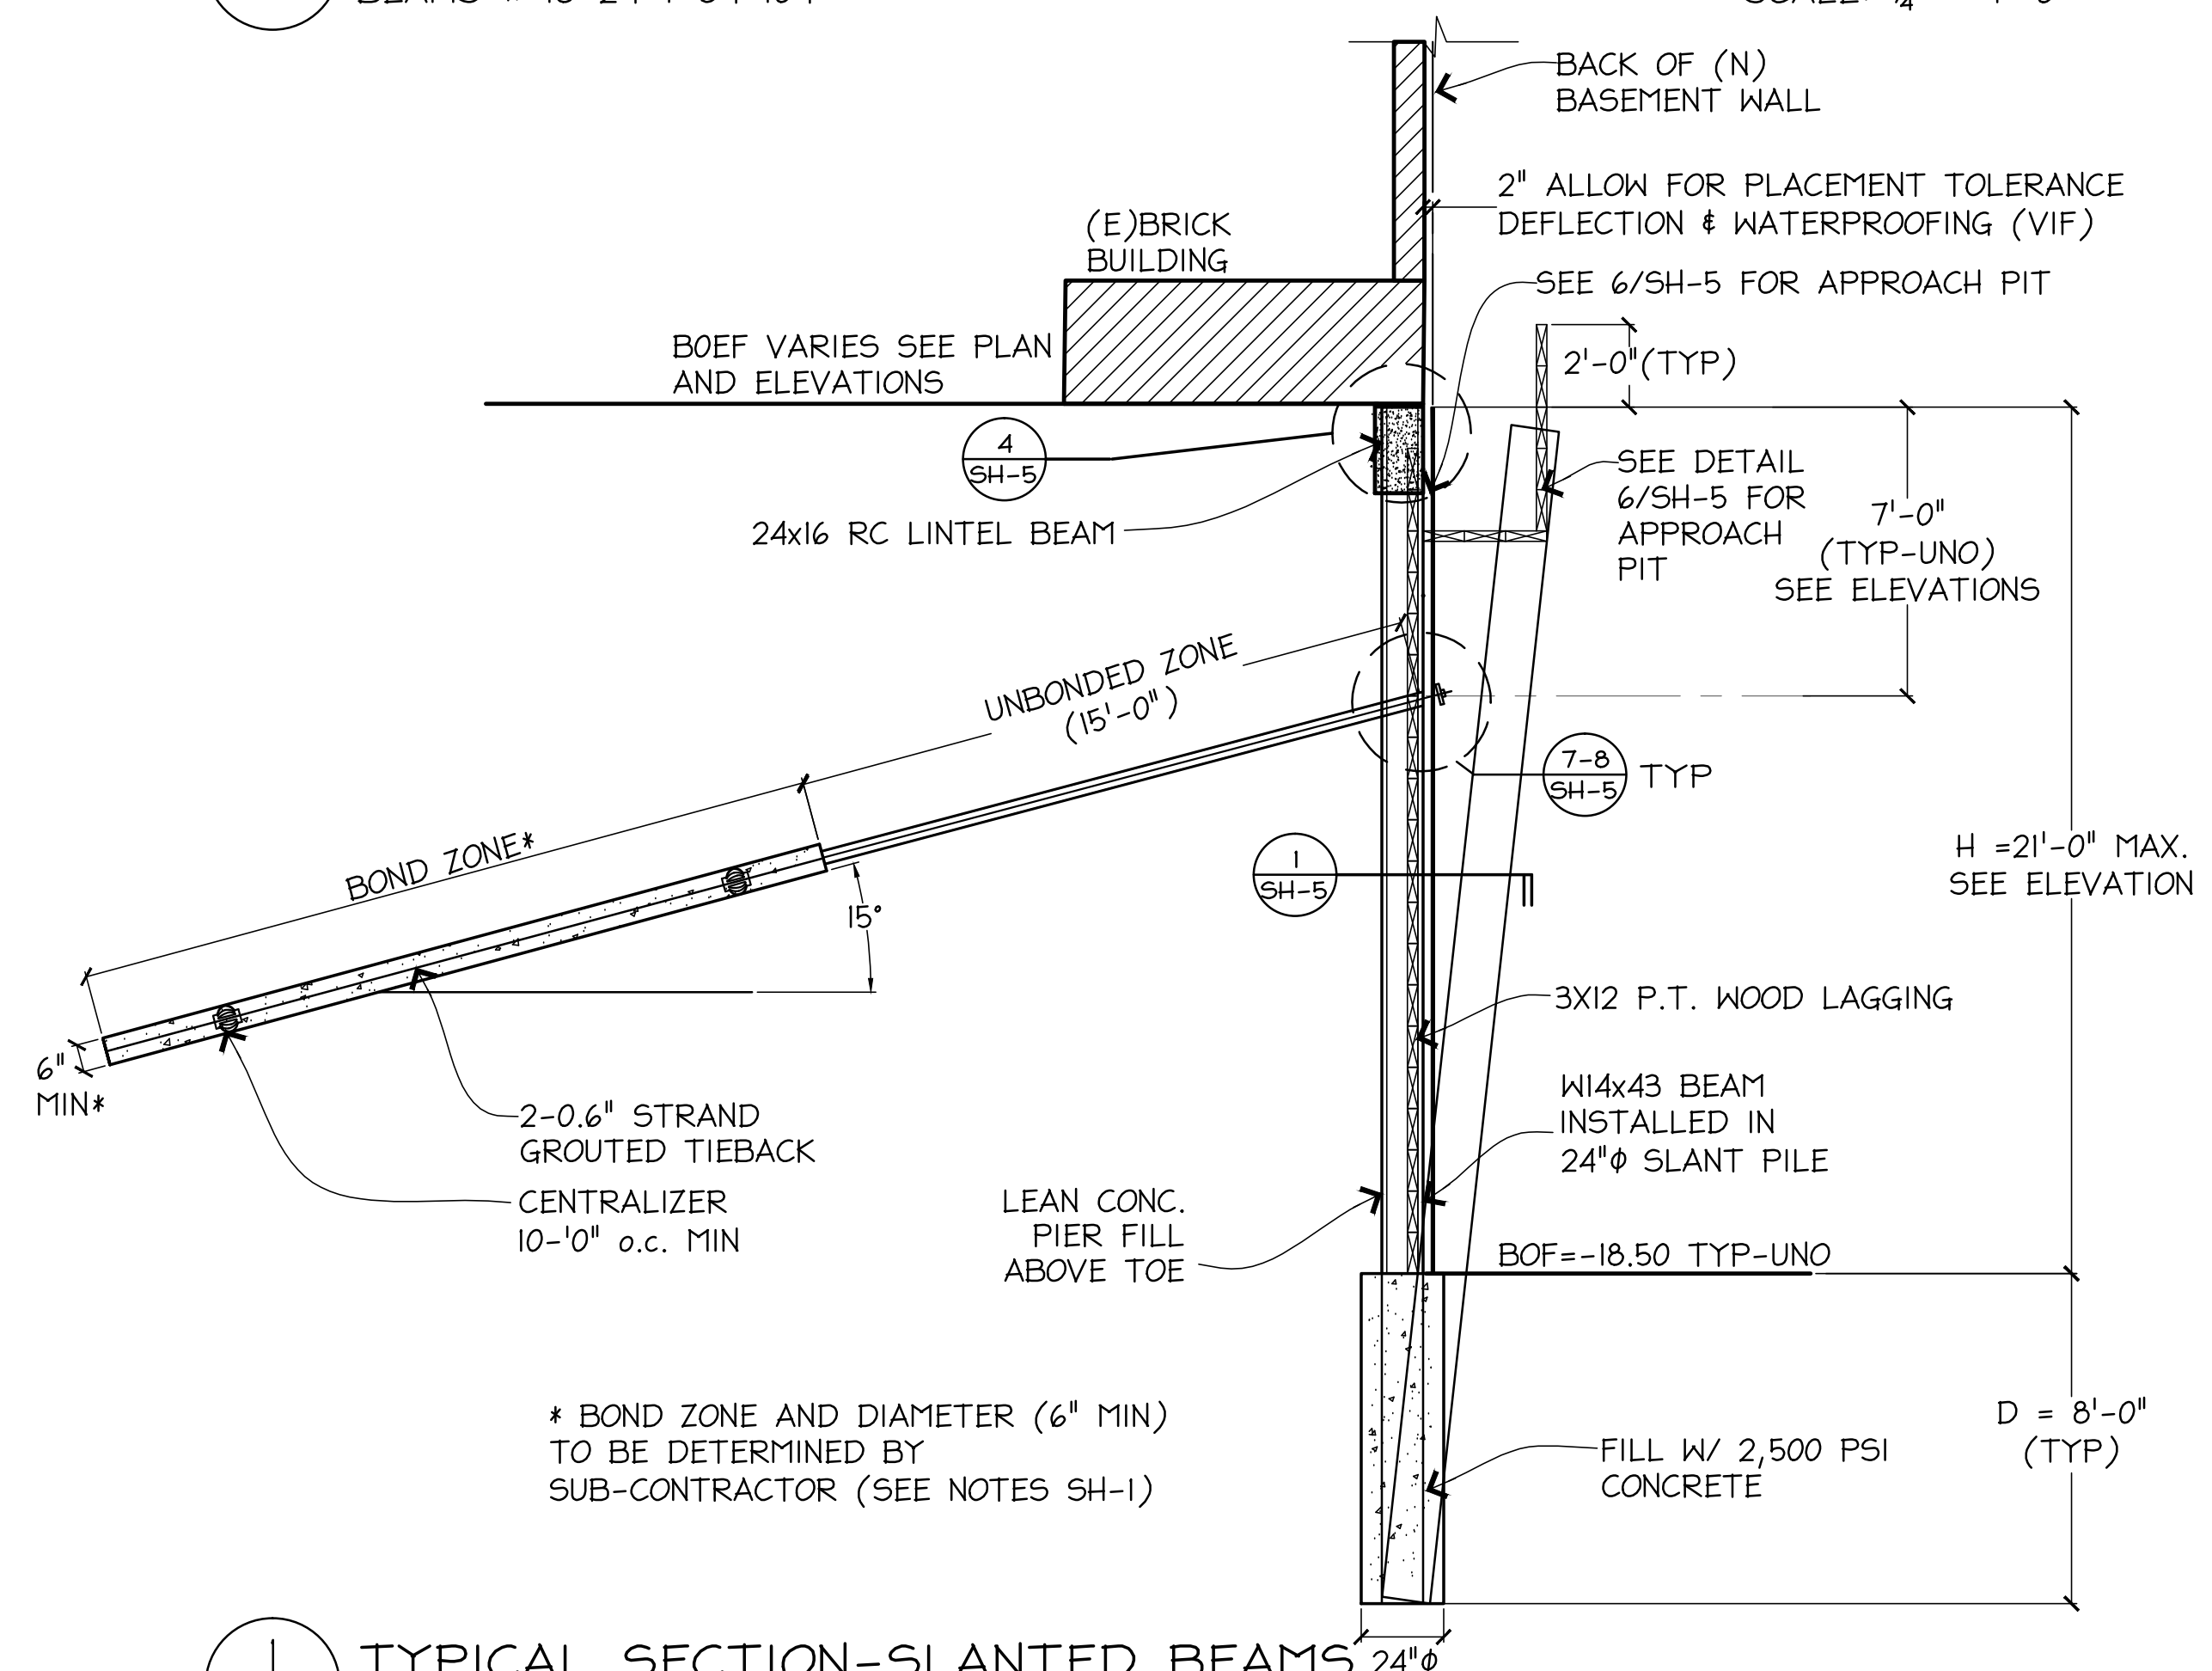 BACK OF (N)
BASEMENT WALL
2" ALLOW FOR PLACEMENT TOLERANCE
DEFLECTION & WATERPROOFING (VIF)
(E)BRICK
BUILDING
SEE 6/SH-5 FOR APPROACH PIT
BOEF VARIES SEE PLAN
AND ELEVATIONS
2'-0"(TYP)
4
SH-5
SEE DETAIL
6/SH-5 FOR
APPROACH
PIT
7'-0"
(TYP-UNO)
SEE ELEVATIONS
24x16 RC LINTEL BEAM
UNBONDED ZONE
(15'-0")
7-8
SH-5
TYP
BOND ZONE*
1
SH-5
H =21'-0" MAX.
SEE ELEVATION
15°
3X12 P.T. WOOD LAGGING
6"
MIN*
2-0.6" STRAND
GROUTED TIEBACK
W14x43 BEAM
INSTALLED IN
24"ϕ SLANT PILE
CENTRALIZER
10-'0" o.c. MIN
LEAN CONC.
PIER FILL
ABOVE TOE
BOF=-18.50 TYP-UNO
* BOND ZONE AND DIAMETER (6" MIN)
TO BE DETERMINED BY
SUB-CONTRACTOR (SEE NOTES SH-1)
D = 8'-0"
(TYP)
FILL W/ 2,500 PSI
CONCRETE
1
TYPICAL SECTION-SLANTED BEAMS
24"ϕ